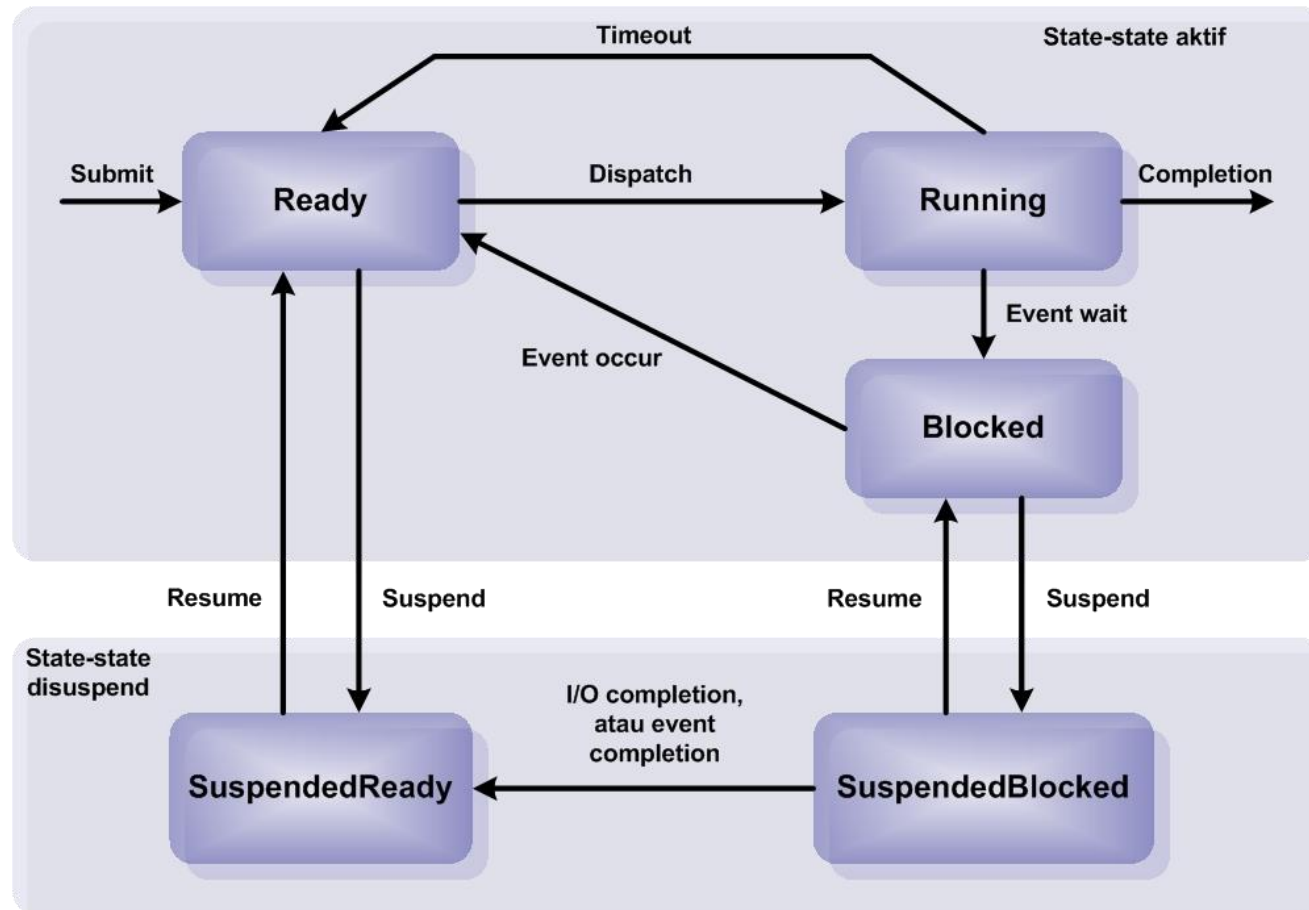 Timeout
State-state aktif
Submit
Ready
Dispatch
Running
Completion
Event wait
Event occur
Blocked
Resume
Suspend
Resume
Suspend
State-state
disuspend
I/O completion,
atau event
completion
SuspendedReady
SuspendedBlocked